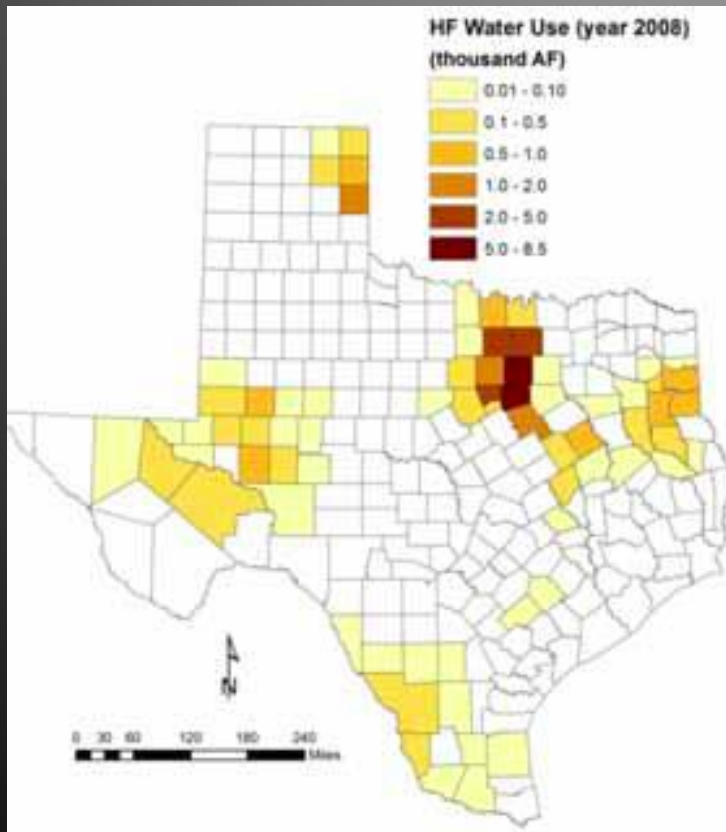 HF Water Use (year 2008)
(thousand AF)
0.01 - 0.10
0.1 - 0.5
0.5 - 1.0
1.0 - 2.0
2.0 - 5.0
5.0 - 8.5
N
0 30 60 120 180 240
Miles